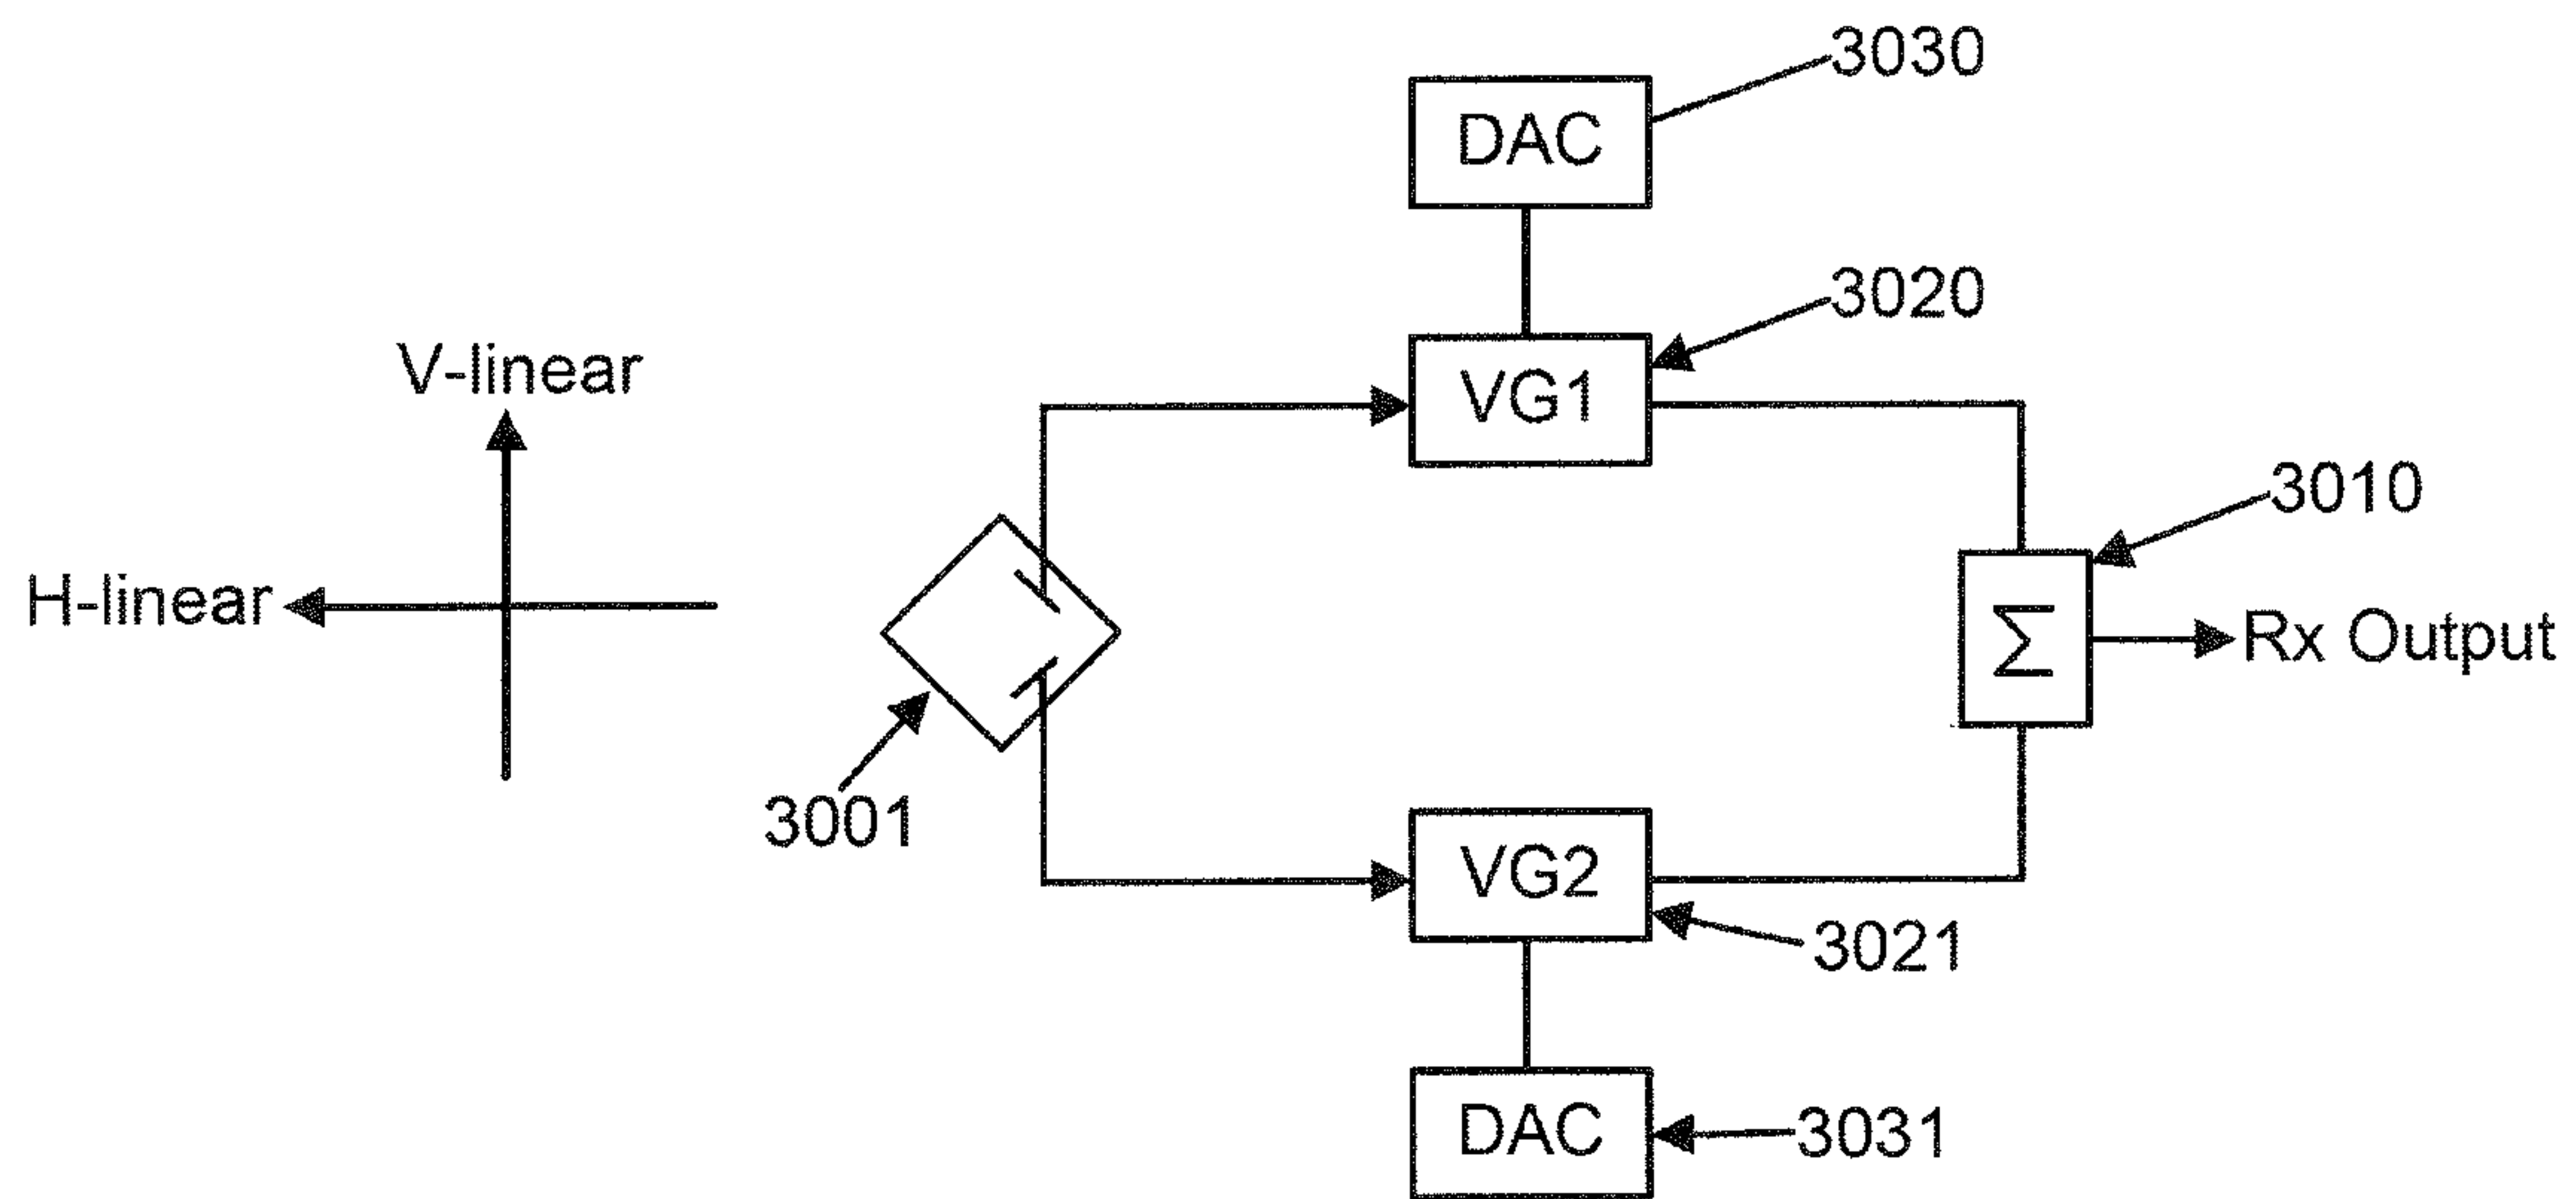 3030
DAC
3020
V-linear
VG1
3010
H-linear
Σ
Rx Output
3001
VG2
3021
DAC
3031